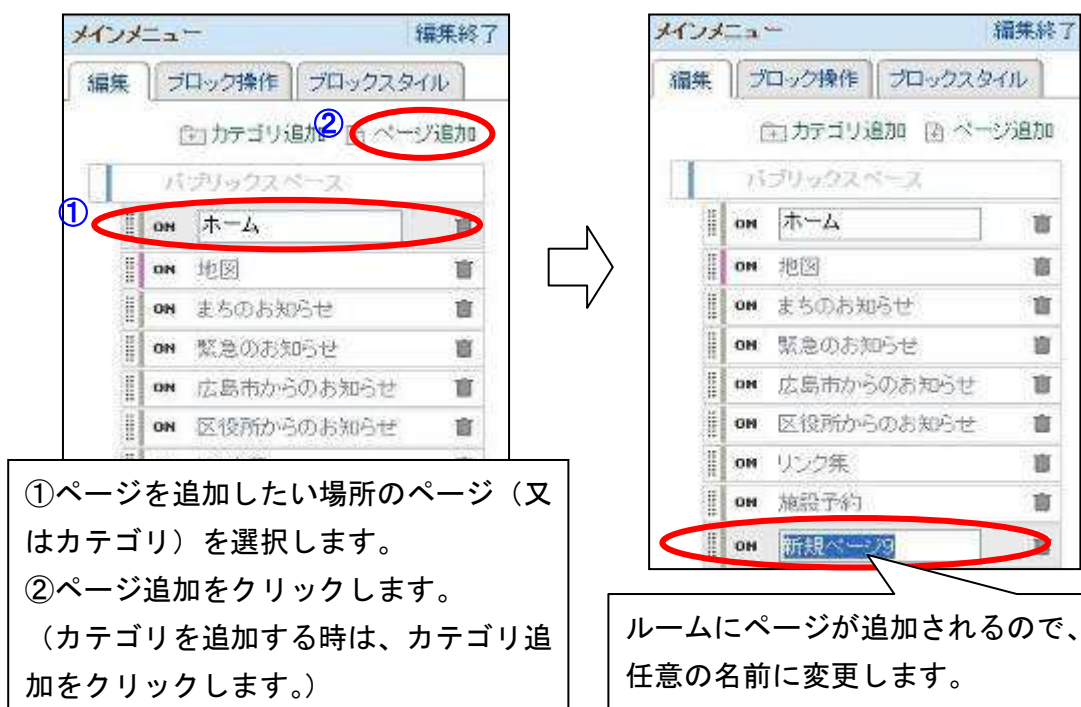 メインメニュー 編集終了
編集 ブロック操作 ブロックスタイル
② カテゴリ追加 ページ追加
パブリックスペース
① ON ホーム
ON 地図
ON まちのお知らせ
ON 緊急のお知らせ
ON 広島市からのお知らせ
ON 区役所からのお知らせ
①ページを追加したい場所のページ（又
はカテゴリ）を選択します。
②ページ追加をクリックします。
（カテゴリを追加する時は、カテゴリ追
加をクリックします。）
メインメニュー 編集終了
編集 ブロック操作 ブロックスタイル
カテゴリ追加 ページ追加
パブリックスペース
ON ホーム
ON 地図
ON まちのお知らせ
ON 緊急のお知らせ
ON 広島市からのお知らせ
ON 区役所からのお知らせ
ON リンク集
ON 施設予約
ON 新規ページ9
ルームにページが追加されるので、
任意の名前に変更します。